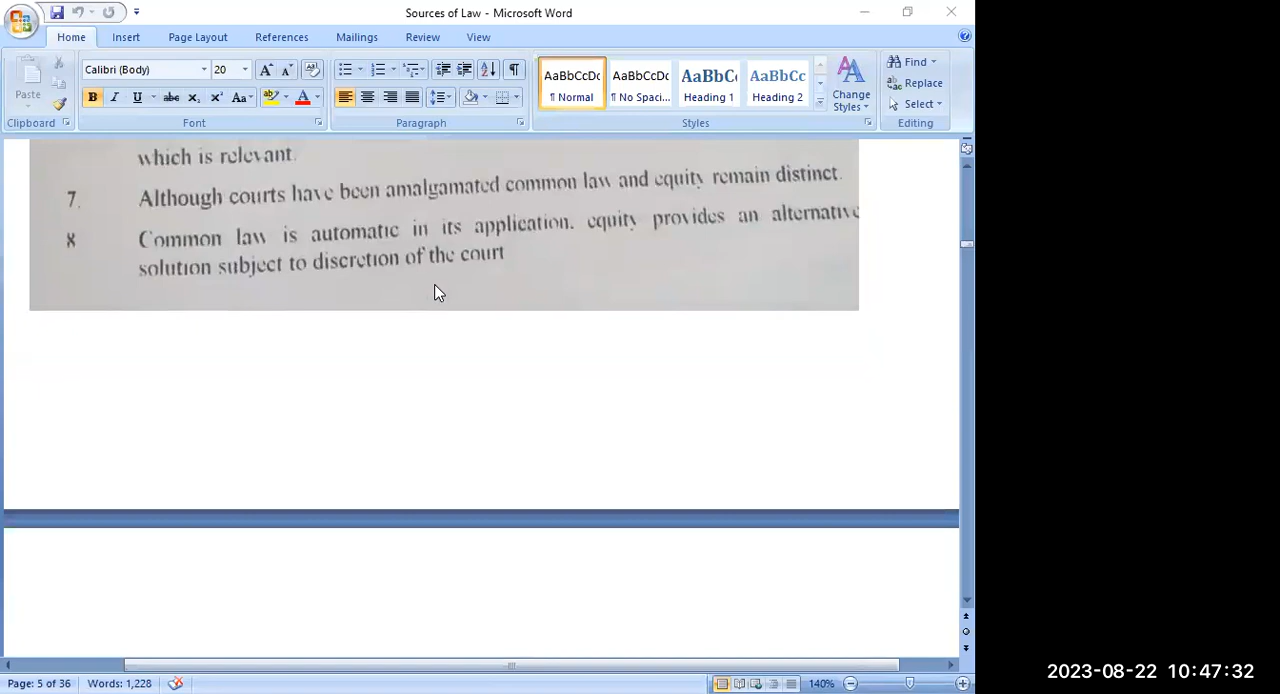 Sources of Law - Microsoft Word
Home Insert Page Layout References Mailings Review View
Paste
Calibri (Body) 20
B I U abc x₂ x² Aa
AaBbCcDc AaBbCcDc AaBbC AaBbCc
¶ Normal ¶ No Spaci... Heading 1 Heading 2
Change
Styles
Find
Replace
Select
Clipboard Font Paragraph Styles Editing
which is relevant.
7. Although courts have been amalgamated common law and equity remain distinct.
8 Common law is automatic in its application. equity provides an alternative
solution subject to discretion of the court
Page: 5 of 36 Words: 1,228 140%
2023-08-22 10:47:32